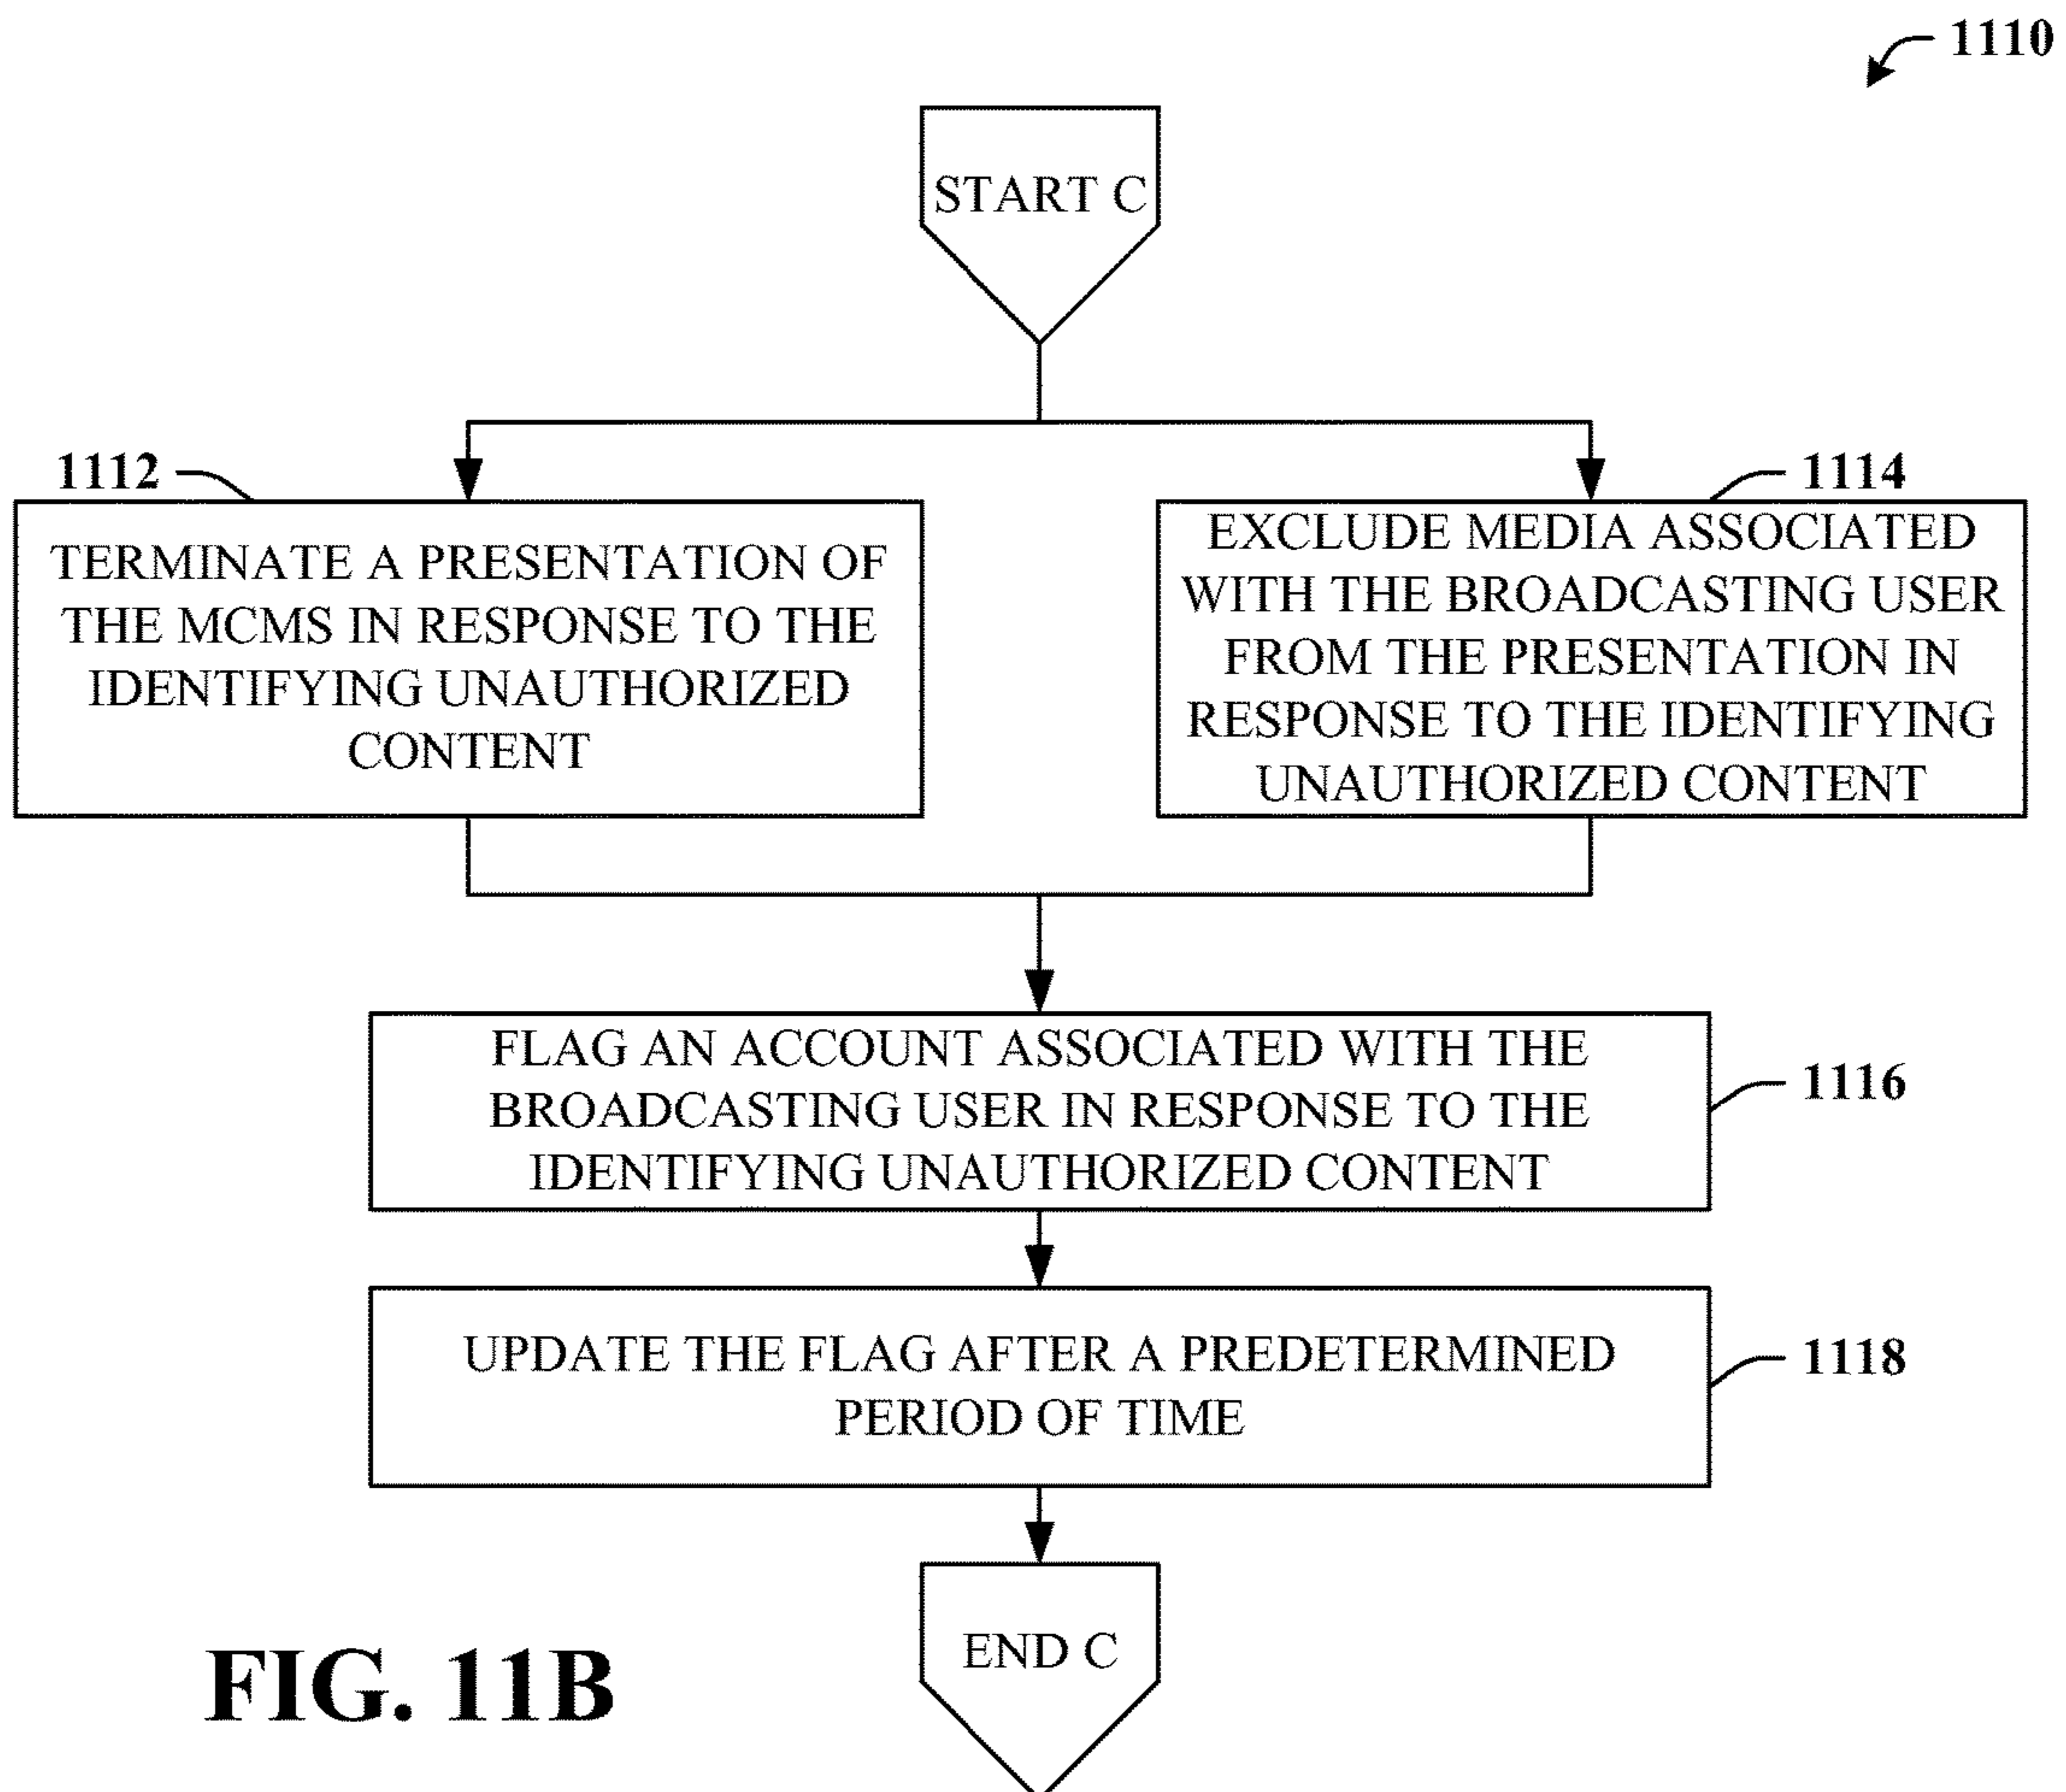 1110
START C
1112
TERMINATE A PRESENTATION OF
THE MCMS IN RESPONSE TO THE
IDENTIFYING UNAUTHORIZED
CONTENT
1114
EXCLUDE MEDIA ASSOCIATED
WITH THE BROADCASTING USER
FROM THE PRESENTATION IN
RESPONSE TO THE IDENTIFYING
UNAUTHORIZED CONTENT
FLAG AN ACCOUNT ASSOCIATED WITH THE
BROADCASTING USER IN RESPONSE TO THE
IDENTIFYING UNAUTHORIZED CONTENT
1116
UPDATE THE FLAG AFTER A PREDETERMINED
PERIOD OF TIME
1118
END C
FIG. 11B